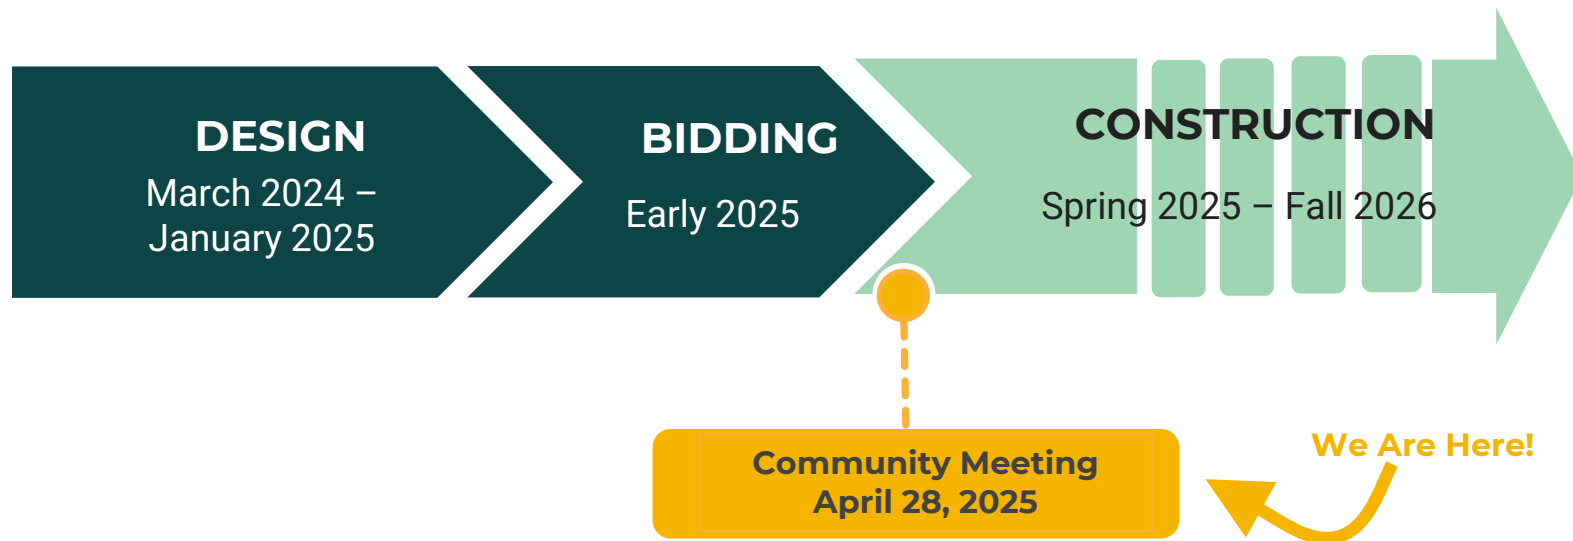 DESIGN
March 2024 –
January 2025
BIDDING
Early 2025
CONSTRUCTION
Spring 2025 – Fall 2026
Community Meeting
April 28, 2025
We Are Here!